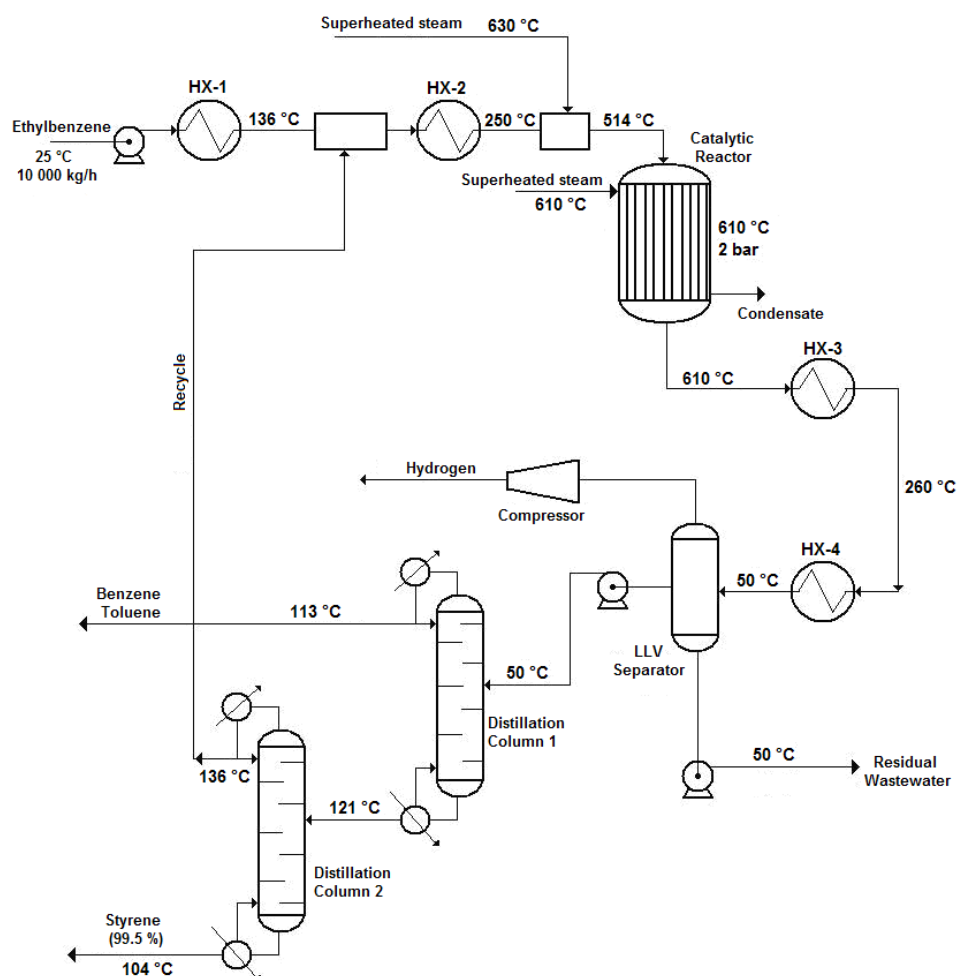 Superheated steam
630 °C
HX-1
HX-2
Ethylbenzene
136 °C
250 °C
514 °C
25 °C
10 000 kg/h
Catalytic
Reactor
Superheated steam
610 °C
610 °C
2 bar
Condensate
HX-3
610 °C
Recycle
Hydrogen
Compressor
260 °C
HX-4
50 °C
Benzene
Toluene
113 °C
LLV
Separator
50 °C
Distillation
Column 1
136 °C
50 °C
Residual
Wastewater
121 °C
Distillation
Column 2
Styrene
(99.5 %)
104 °C